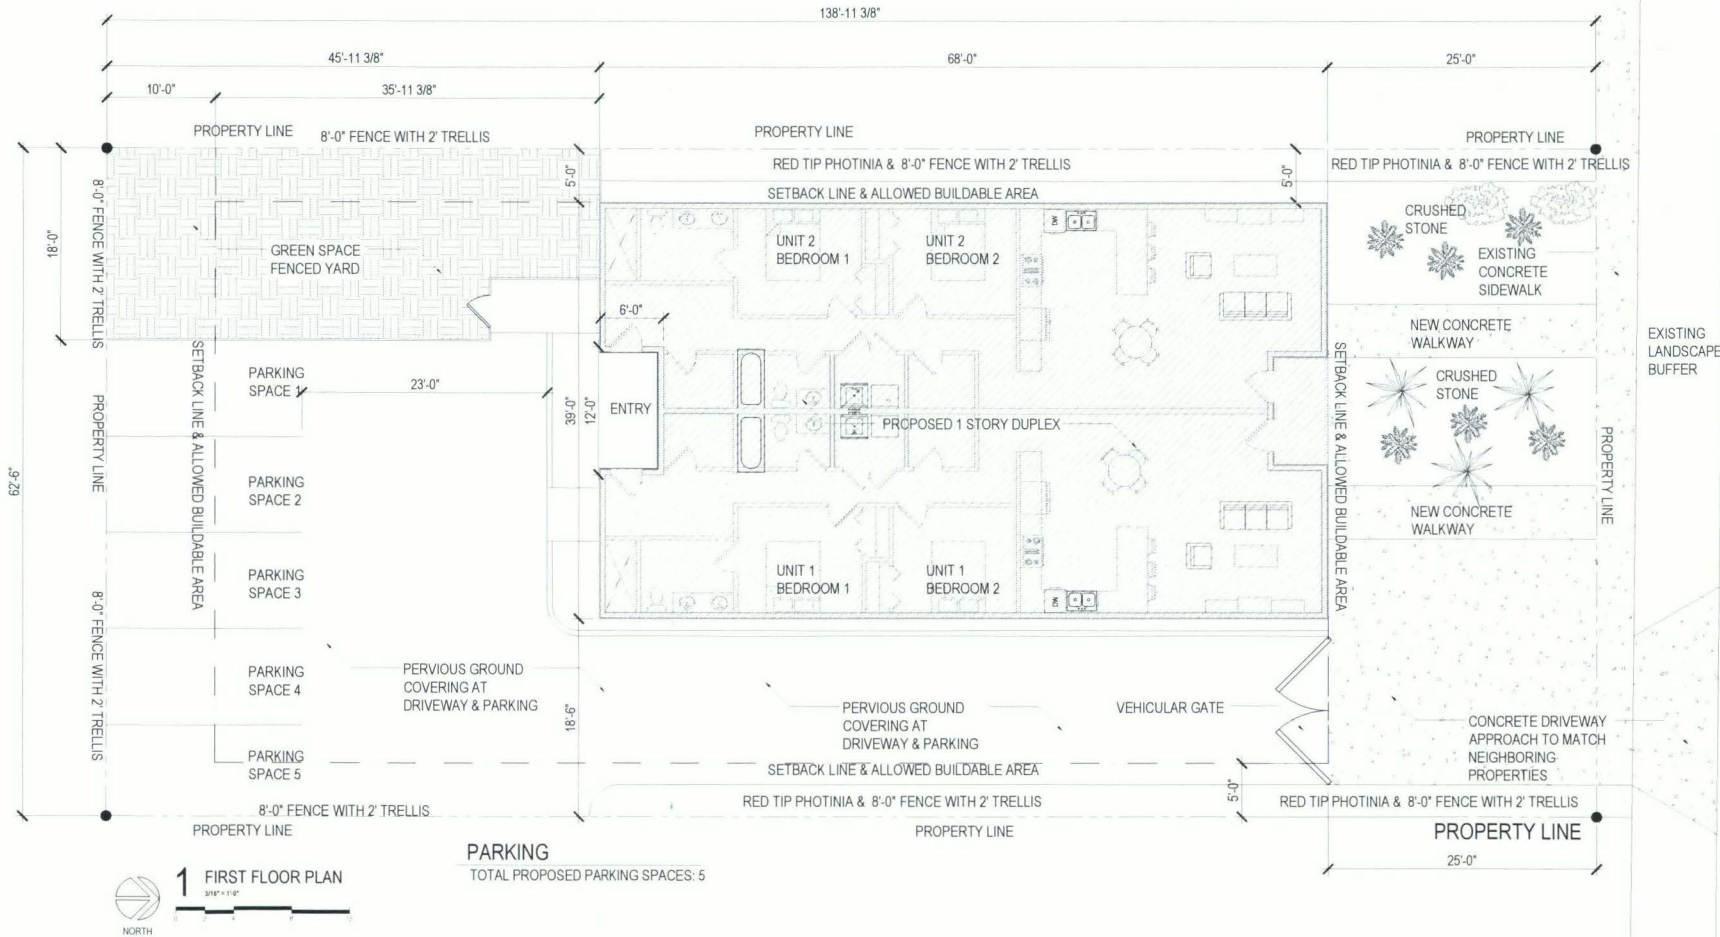 138'-11 3/8"
45'-11 3/8"
68'-0"
25'-0"
10'-0"
35'-11 3/8"
PROPERTY LINE
8'-0" FENCE WITH 2' TRELLIS
PROPERTY LINE
PROPERTY LINE
RED TIP PHOTINIA & 8'-0" FENCE WITH 2' TRELLIS
RED TIP PHOTINIA & 8'-0" FENCE WITH 2' TRELLIS
5'-0"
5'-0"
SETBACK LINE & ALLOWED BUILDABLE AREA
8'-0" FENCE WITH 2' TRELLIS
18'-0"
GREEN SPACE
FENCED YARD
UNIT 2
BEDROOM 1
UNIT 2
BEDROOM 2
DW
CRUSHED
STONE
EXISTING
CONCRETE
SIDEWALK
6'-0"
NEW CONCRETE
WALKWAY
EXISTING
LANDSCAPE
BUFFER
SETBACK LINE & ALLOWED BUILDABLE AREA
PARKING
SPACE 1
23'-0"
39'-0"
12'-0"
ENTRY
PROPOSED 1 STORY DUPLEX
SETBACK LINE & ALLOWED BUILDABLE AREA
CRUSHED
STONE
PROPERTY LINE
PROPERTY LINE
62'-6"
PARKING
SPACE 2
NEW CONCRETE
WALKWAY
PARKING
SPACE 3
UNIT 1
BEDROOM 1
UNIT 1
BEDROOM 2
DW
8'-0" FENCE WITH 2' TRELLIS
PARKING
SPACE 4
PERVIOUS GROUND
COVERING AT
DRIVEWAY & PARKING
18'-6"
PERVIOUS GROUND
COVERING AT
DRIVEWAY & PARKING
VEHICULAR GATE
CONCRETE DRIVEWAY
APPROACH TO MATCH
NEIGHBORING
PROPERTIES
PARKING
SPACE 5
SETBACK LINE & ALLOWED BUILDABLE AREA
5'-0"
8'-0" FENCE WITH 2' TRELLIS
RED TIP PHOTINIA & 8'-0" FENCE WITH 2' TRELLIS
RED TIP PHOTINIA & 8'-0" FENCE WITH 2' TRELLIS
PROPERTY LINE
PROPERTY LINE
PROPERTY LINE
25'-0"
PARKING
TOTAL PROPOSED PARKING SPACES: 5
1 FIRST FLOOR PLAN
3/16" = 1'-0"
NORTH